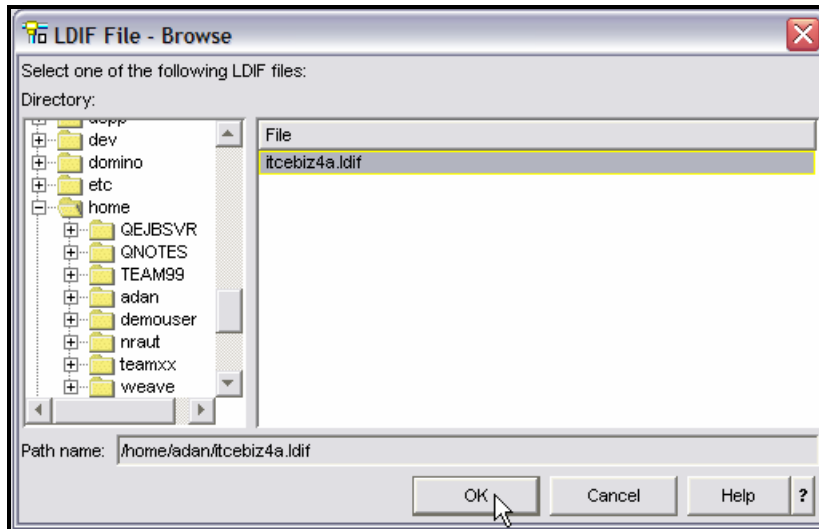 LDIF File - Browse
Select one of the following LDIF files:
Directory:
dev
domino
etc
home
QEJBSVR
QNOTES
TEAM99
adan
demouser
nraut
teamxx
weave
File
itcebiz4a.ldif
Path name: /home/adan/itcebiz4a.ldif
OK Cancel Help ?